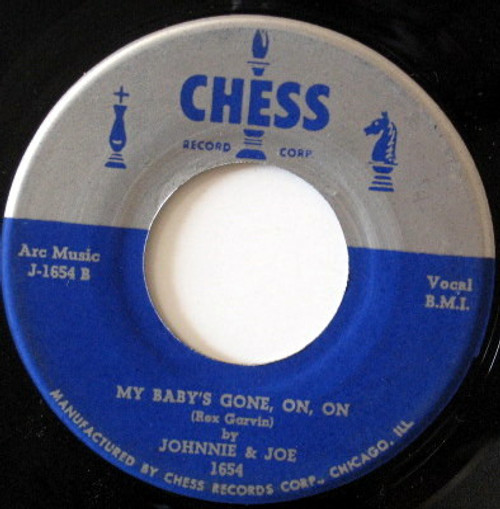 CHESS
RECORD CORP.
Arc Music
J-1654 B
Vocal
B.M.I.
MY BABY'S GONE, ON, ON
(Rex Garvin)
by
JOHNNIE & JOE
1654
MANUFACTURED BY CHESS RECORDS CORP., CHICAGO, ILL